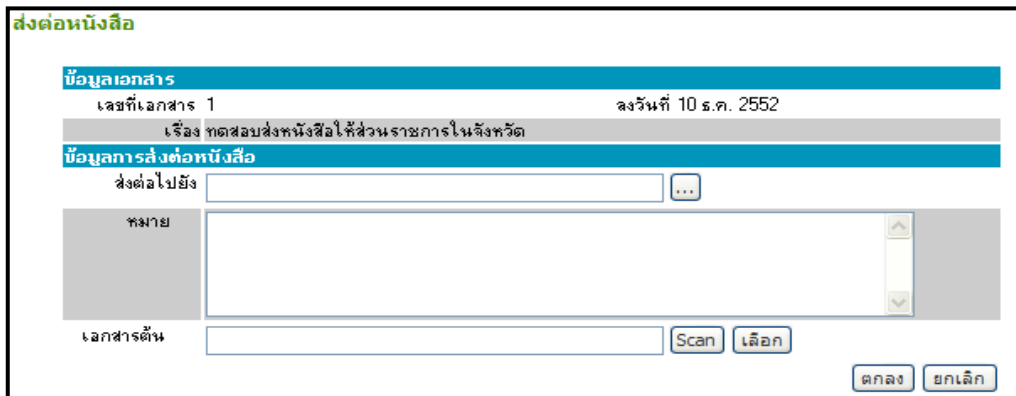 ส่งต่อหนังสือ
ข้อมูลเอกสาร
เลขที่เอกสาร 1 ลงวันที่ 10 ธ.ค. 2552
เรื่อง ทดสอบส่งหนังสือให้ส่วนราชการในจังหวัด
ข้อมูลการส่งต่อหนังสือ
ส่งต่อไปยัง ...
หมาย
เอกสารต้น Scan เลือก
ตกลง ยกเลิก